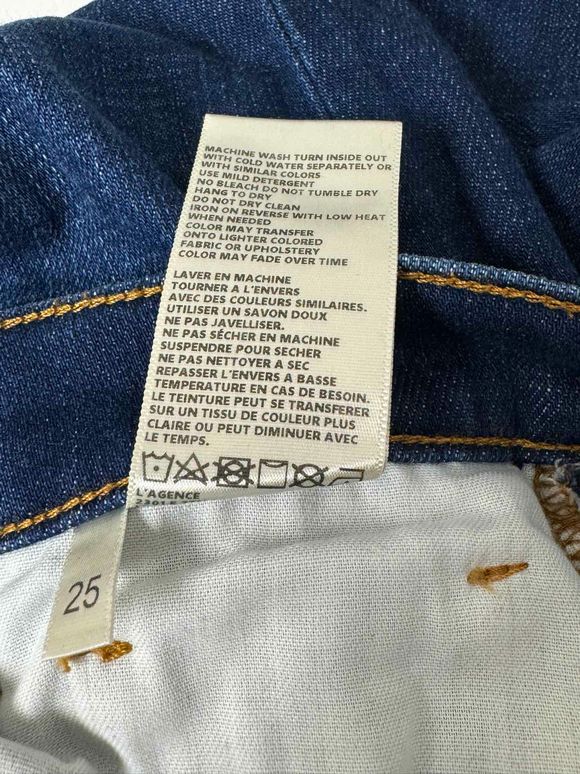 MACHINE WASH TURN INSIDE OUT
WITH COLD WATER SEPARATELY OR
WITH SIMILAR COLORS
USE MILD DETERGENT
NO BLEACH DO NOT TUMBLE DRY
HANG TO DRY
DO NOT DRY CLEAN
IRON ON REVERSE WITH LOW HEAT
WHEN NEEDED
COLOR MAY TRANSFER
ONTO LIGHTER COLORED
FABRIC OR UPHOLSTERY
COLOR MAY FADE OVER TIME
LAVER EN MACHINE
TOURNER A L'ENVERS
AVEC DES COULEURS SIMILAIRES.
UTILISER UN SAVON DOUX
NE PAS JAVELLISER.
NE PAS SÉCHER EN MACHINE
SUSPENDRE POUR SECHER
NE PAS NETTOYER A SEC
REPASSER L'ENVERS A BASSE
TEMPERATURE EN CAS DE BESOIN.
LE TEINTURE PEUT SE TRANSFERER
SUR UN TISSU DE COULEUR PLUS
CLAIRE OU PEUT DIMINUER AVEC
LE TEMPS.
L'AGENCE
25